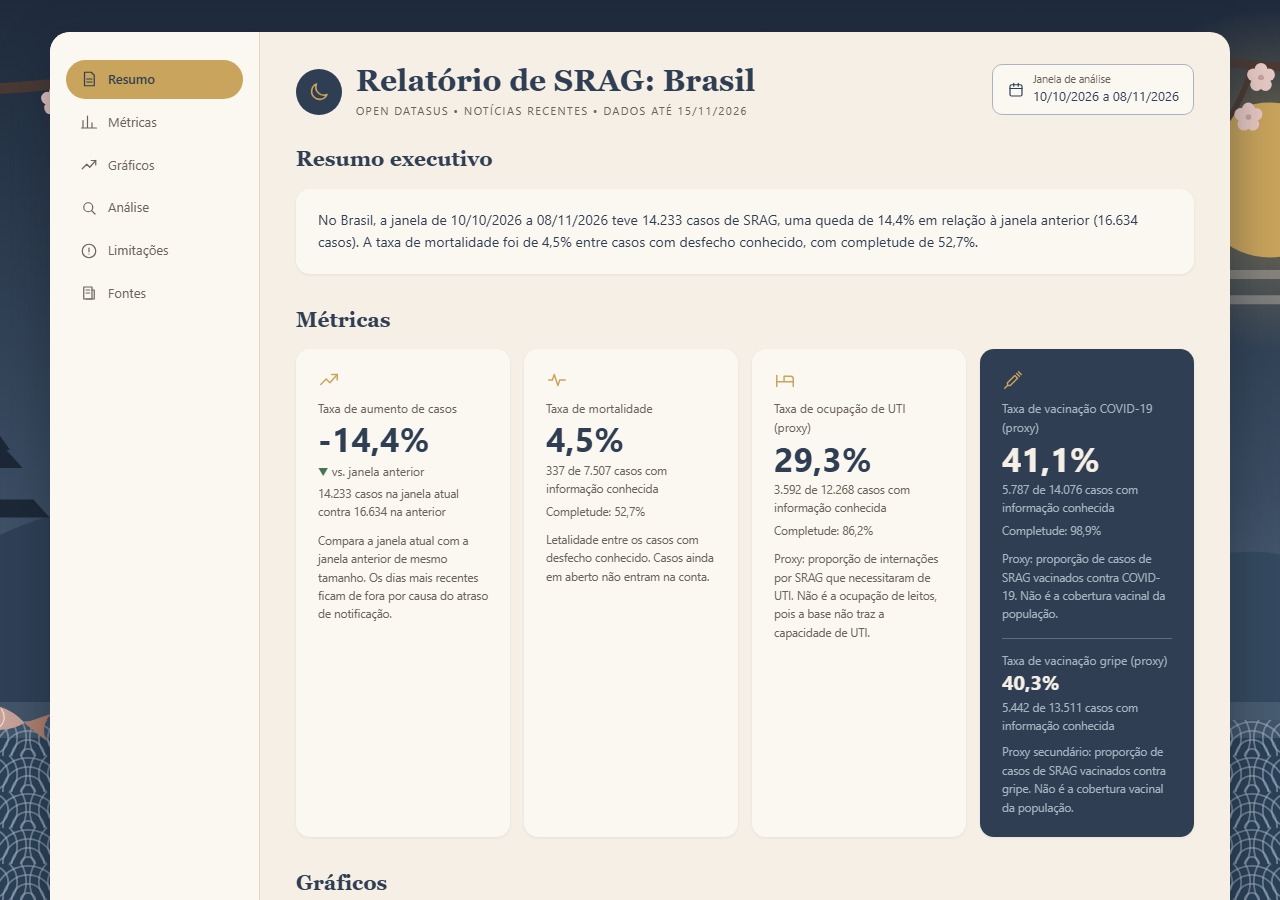 Resumo
Métricas
Gráficos
Análise
Limitações
Fontes
Relatório de SRAG: Brasil
OPEN DATASUS • NOTÍCIAS RECENTES • DADOS ATÉ 15/11/2026
Janela de análise
10/10/2026 a 08/11/2026
Resumo executivo
No Brasil, a janela de 10/10/2026 a 08/11/2026 teve 14.233 casos de SRAG, uma queda de 14,4% em relação à janela anterior (16.634
casos). A taxa de mortalidade foi de 4,5% entre casos com desfecho conhecido, com completude de 52,7%.
Métricas
Taxa de aumento de casos
-14,4%
▼ vs. janela anterior
14.233 casos na janela atual
contra 16.634 na anterior
Compara a janela atual com a
janela anterior de mesmo
tamanho. Os dias mais recentes
ficam de fora por causa do atraso
de notificação.
Taxa de mortalidade
4,5%
337 de 7.507 casos com
informação conhecida
Completude: 52,7%
Letalidade entre os casos com
desfecho conhecido. Casos ainda
em aberto não entram na conta.
Taxa de ocupação de UTI
(proxy)
29,3%
3.592 de 12.268 casos com
informação conhecida
Completude: 86,2%
Proxy: proporção de internações
por SRAG que necessitaram de
UTI. Não é a ocupação de leitos,
pois a base não traz a
capacidade de UTI.
Taxa de vacinação COVID-19
(proxy)
41,1%
5.787 de 14.076 casos com
informação conhecida
Completude: 98,9%
Proxy: proporção de casos de
SRAG vacinados contra COVID-
19. Não é a cobertura vacinal da
população.
Taxa de vacinação gripe (proxy)
40,3%
5.442 de 13.511 casos com
informação conhecida
Proxy secundário: proporção de
casos de SRAG vacinados contra
gripe. Não é a cobertura vacinal
da população.
Gráficos